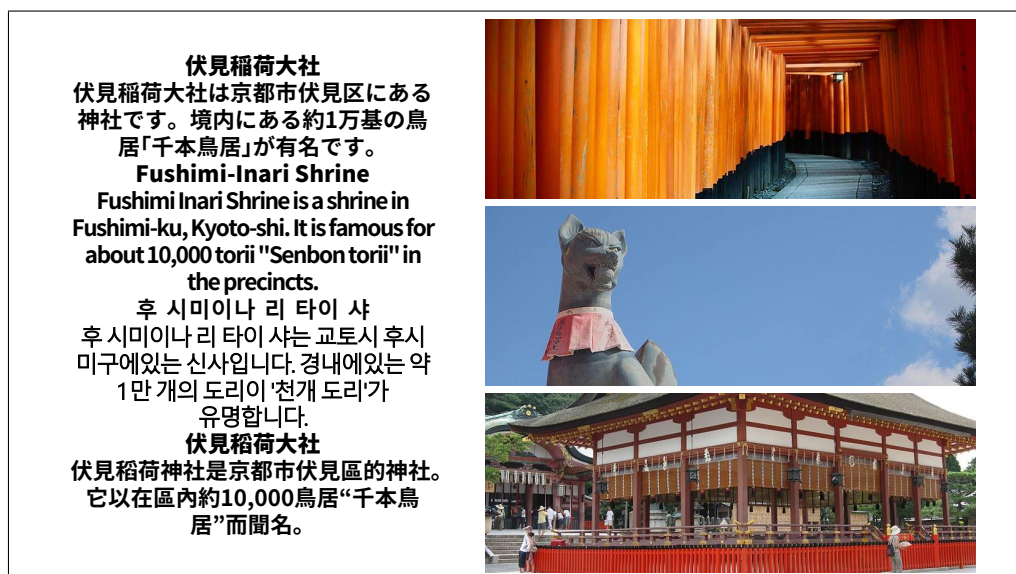 伏見稲荷大社
伏見稲荷大社は京都市伏見区にある
神社です。境内にある約1万基の鳥
居｢千本鳥居｣が有名です。
Fushimi-Inari Shrine
Fushimi Inari Shrine is a shrine in
Fushimi-ku, Kyoto-shi. It is famous for
about 10,000 torii "Senbon torii" in
the precincts.
후 시미이나 리 타이 샤
후 시미이나 리 타이 샤는 교토시 후시
미구에있는 신사입니다. 경내에있는 약
1만 개의 도리이 '천개 도리'가
유명합니다.
伏見稻荷大社
伏見稻荷神社是京都市伏見區的神社。
它以在區內約10,000鳥居“千本鳥
居”而聞名。